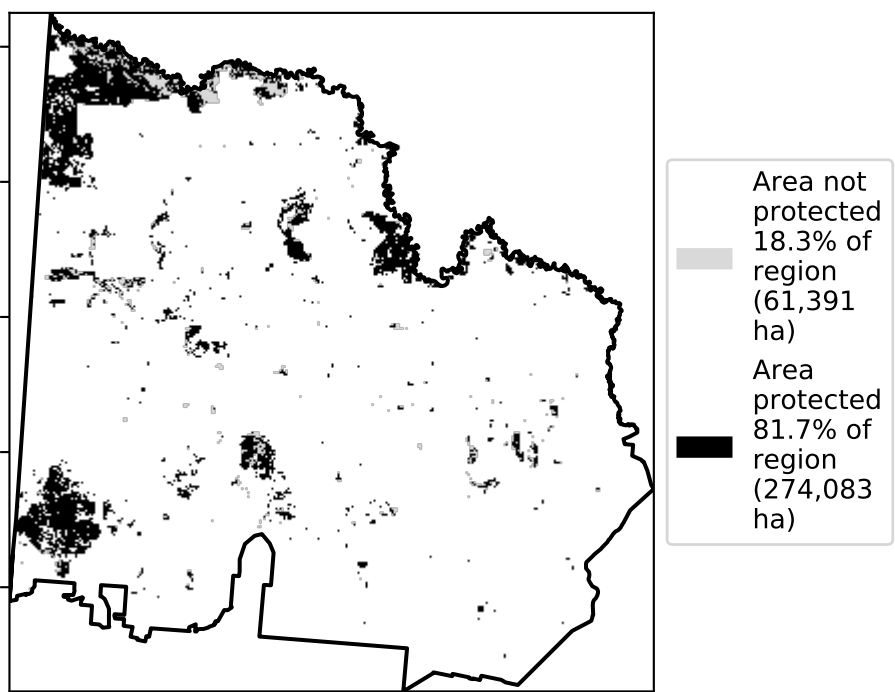 Area not
protected
18.3% of
region
(61,391
ha)
Area
protected
81.7% of
region
(274,083
ha)